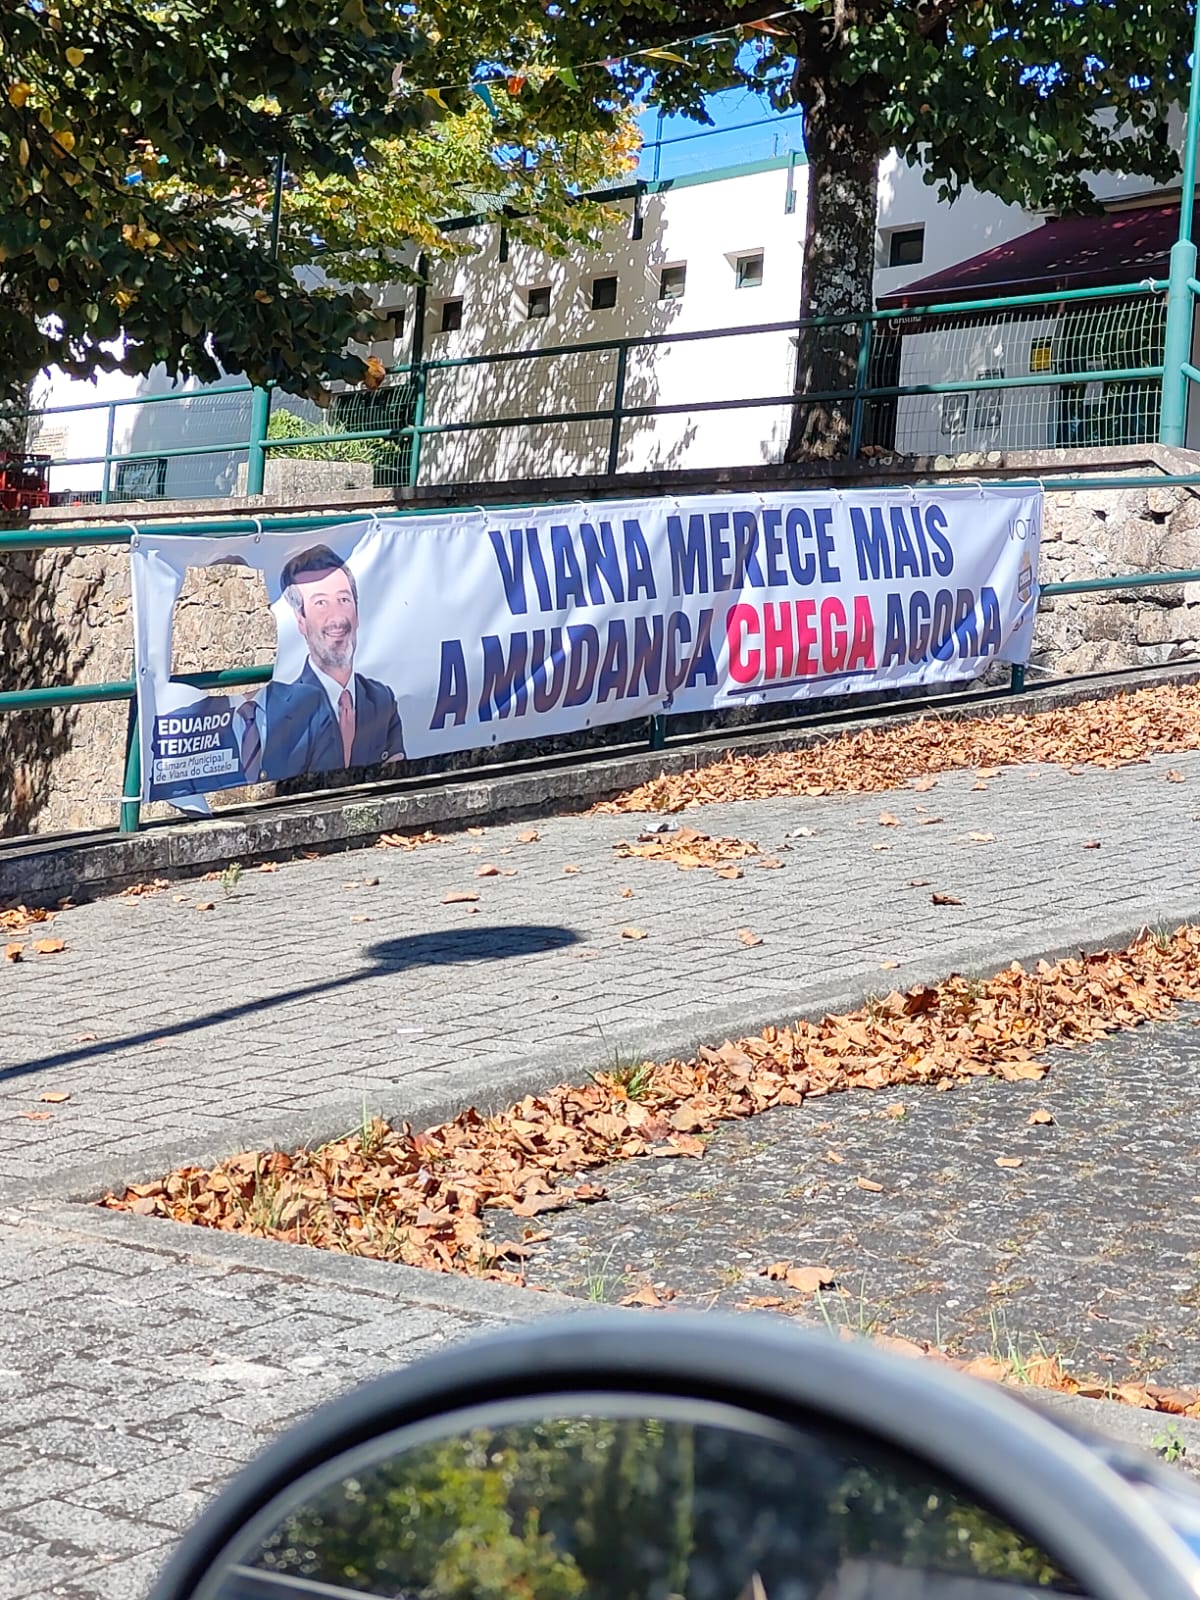 VIANA MERECE MAIS
A MUDANÇA CHEGA AGORA
VOTA
EDUARDO
TEIXEIRA
Câmara Municipal
de Viana do Castelo